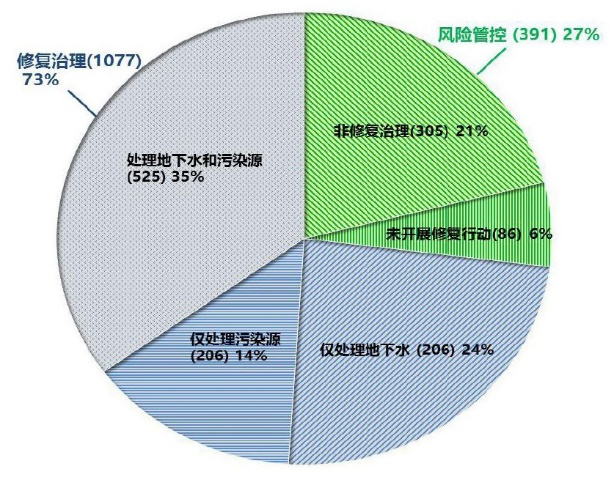 风险管控 (391) 27%
修复治理(1077)
73%
非修复治理(305) 21%
处理地下水和污染源
(525) 35%
未开展修复行动(86) 6%
仅处理污染源
(206) 14%
仅处理地下水 (206) 24%